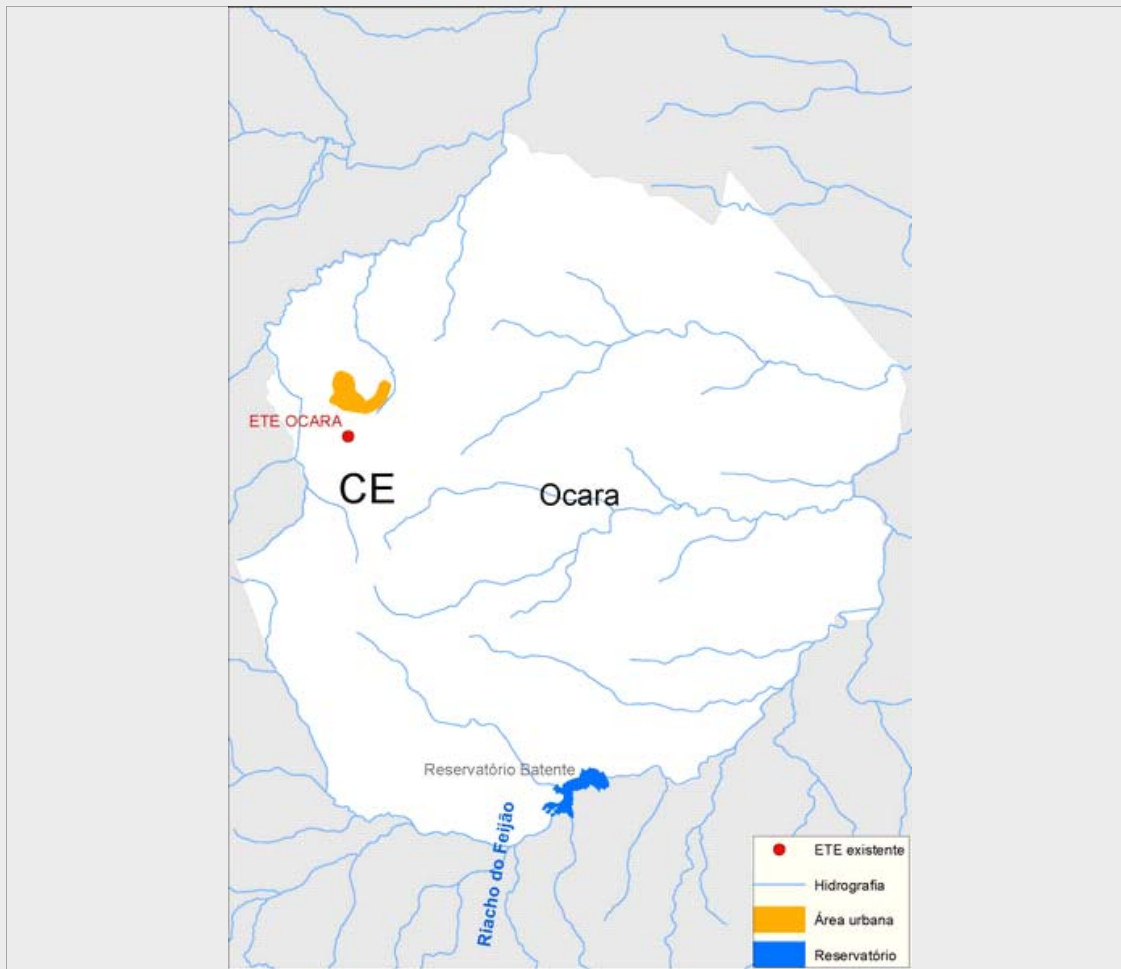 ETE OCARA
CE
Ocara
Reservatório Batente
Riacho do Feijão
ETE existente
Hidrografia
Área urbana
Reservatório